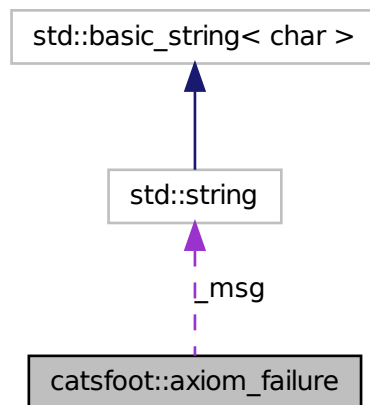 std::basic_string< char >
std::string
_msg
catsfoot::axiom_failure